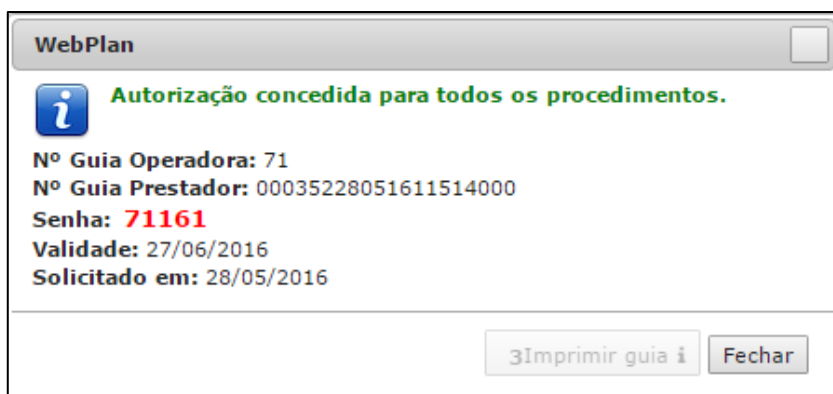 WebPlan
Autorização concedida para todos os procedimentos.
Nº Guia Operadora: 71
Nº Guia Prestador: 00035228051611514000
Senha: 71161
Validade: 27/06/2016
Solicitado em: 28/05/2016
3Imprimir guia i Fechar